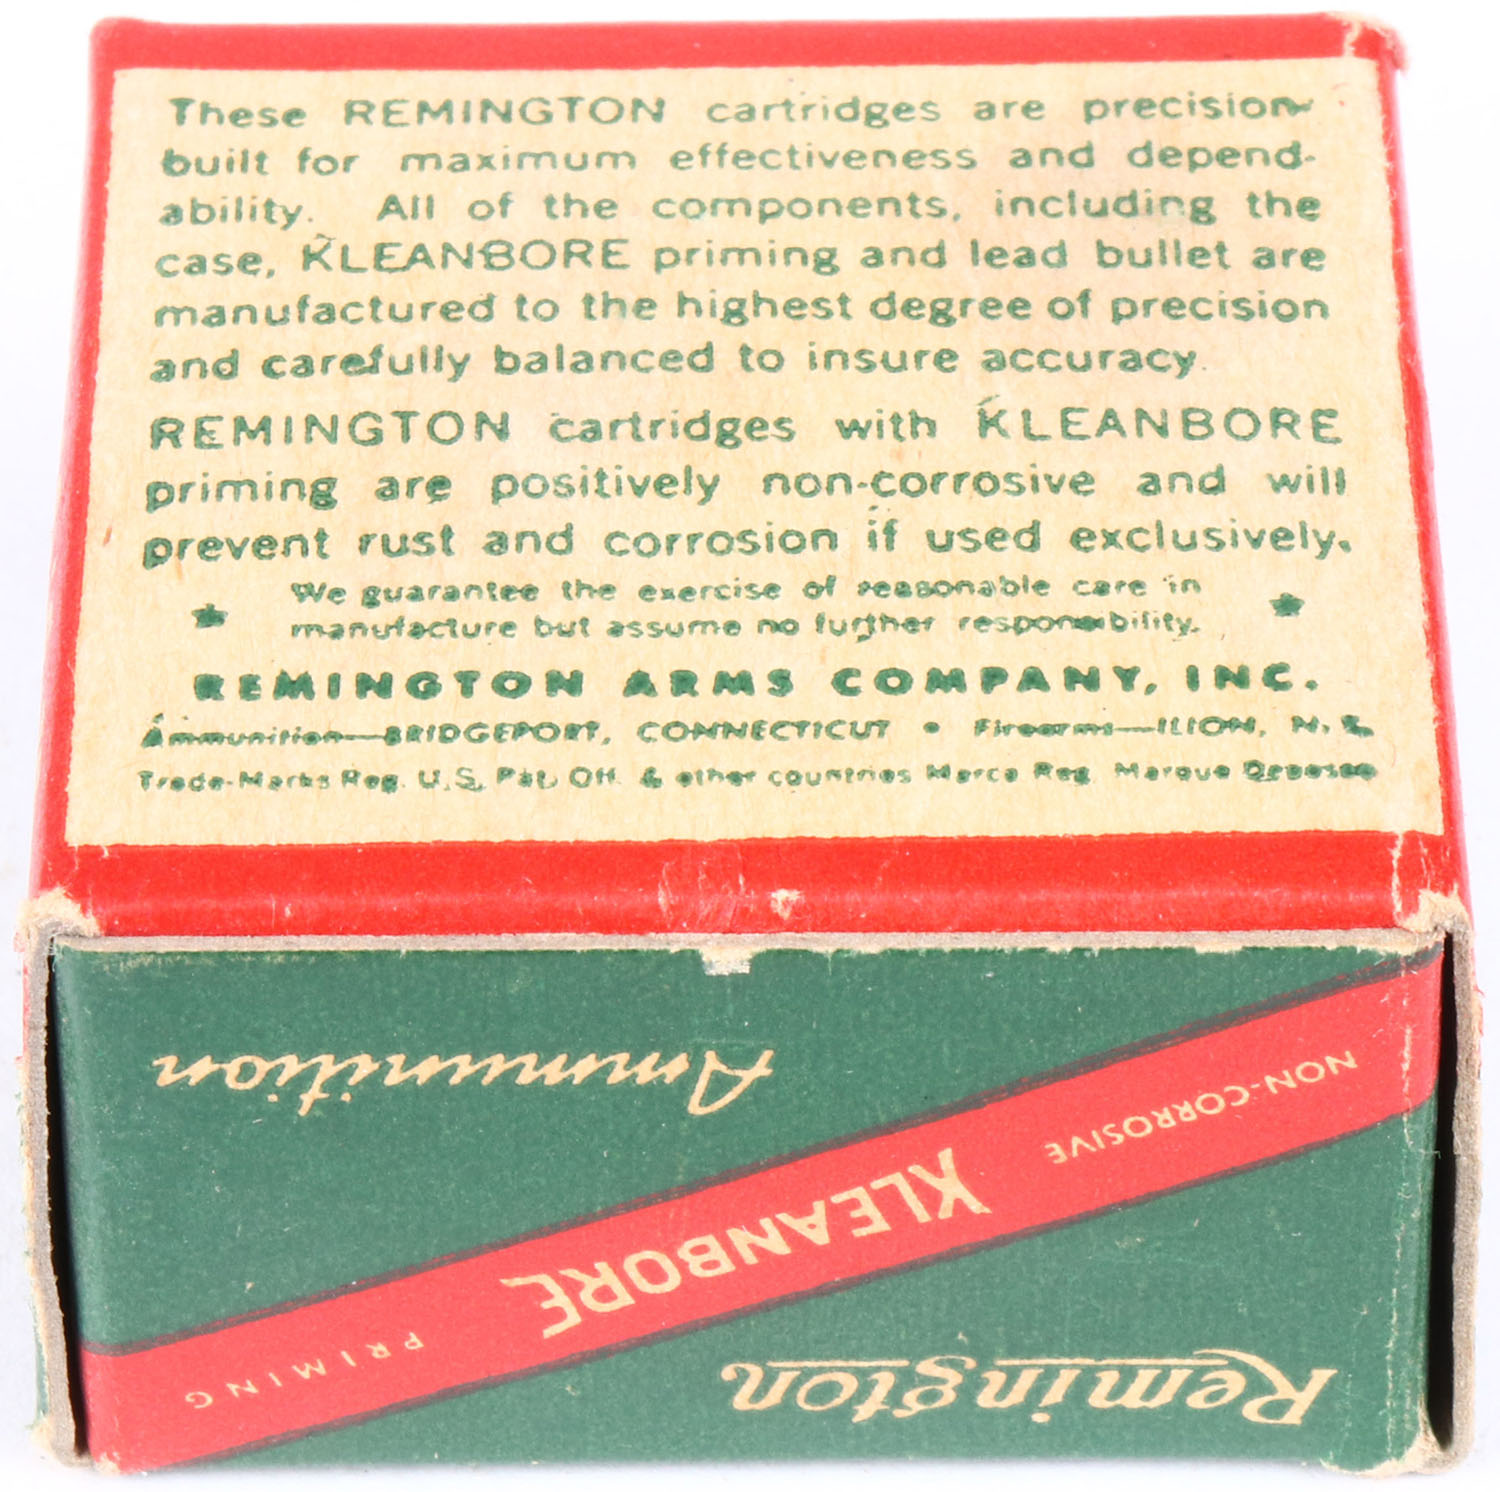 These REMINGTON cartridges are precision-
built for maximum effectiveness and depend-
ability. All of the components, including the
case, KLEANBORE priming and lead bullet are
manufactured to the highest degree of precision
and carefully balanced to insure accuracy.
REMINGTON cartridges with KLEANBORE
priming are positively non-corrosive and will
prevent rust and corrosion if used exclusively.
We guarantee the exercise of reasonable care in
manufacture but assume no further responsibility.
REMINGTON ARMS COMPANY, INC.
Ammunition—BRIDGEPORT, CONNECTICUT • Firearms—ILION, N. Y.
Trade-Marks Reg. U.S. Pat. Off. & other countries Marca Reg. Marque Deposee
Remington
NON-CORROSIVE KLEANBORE PRIMING
Ammunition